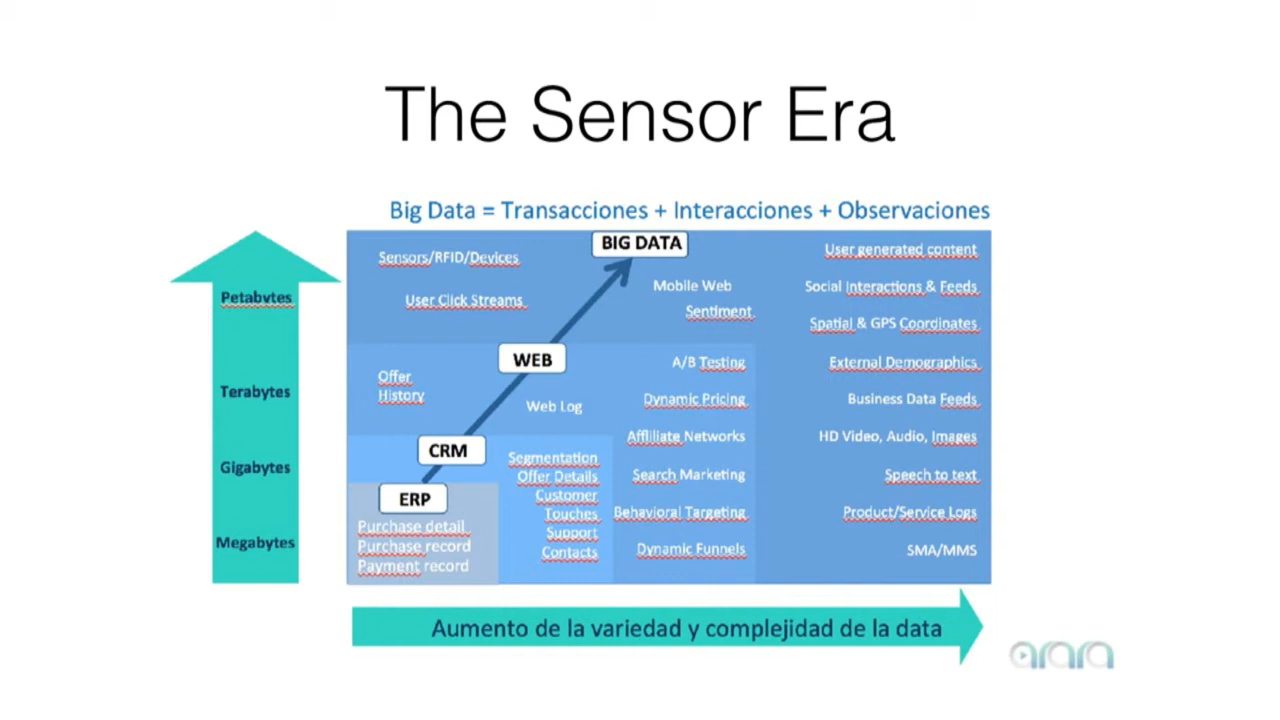 The Sensor Era
Big Data = Transacciones + Interacciones + Observaciones
Petabytes
Terabytes
Gigabytes
Megabytes
BIG DATA
Sensors/RFID/Devices
User Click Streams
Mobile Web
Sentiment
User generated content
Social Interactions & Feeds
Spatial & GPS Coordinates
External Demographics
Business Data Feeds
HD Video, Audio, Images
Speech to text
Product/Service Logs
SMA/MMS
WEB
Offer
History
Web Log
A/B Testing
Dynamic Pricing
Affliliate Networks
Search Marketing
Behavioral Targeting
Dynamic Funnels
CRM
Segmentation
Offer Details
Customer
Touches
Support
Contacts
ERP
Purchase detail
Purchase record
Payment record
Aumento de la variedad y complejidad de la data
arara